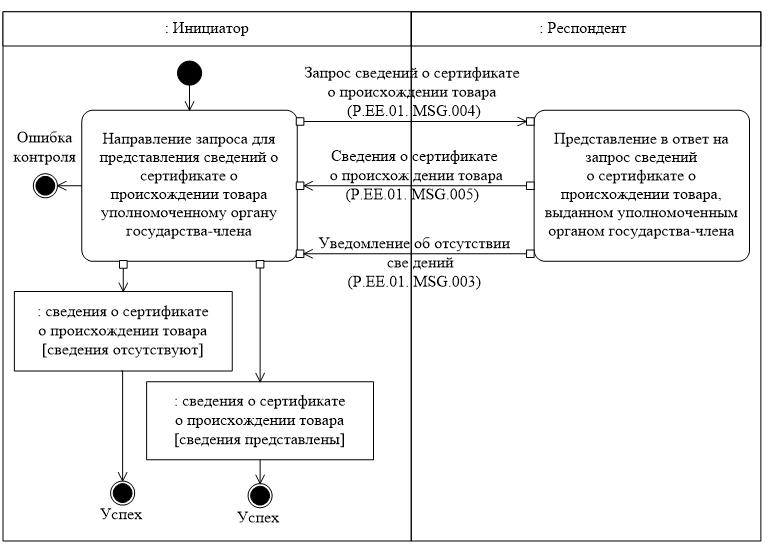 : Инициатор
: Респондент
Запрос сведений о сертификате
о происхождении товара
(P.EE.01. MSG.004)
Ошибка
контроля
Направление запроса для
представления сведений о
сертификате о
происхождении товара
уполномоченному органу
государства-члена
Сведения о сертификате
о происхождении товара
(P.EE.01. MSG.005)
Представление в ответ на
запрос сведений
о сертификате о
происхождении товара,
выданном уполномоченным
органом государства-члена
Уведомление об отсутствии
сведений
(P.EE.01. MSG.003)
: сведения о сертификате
о происхождении товара
[сведения отсутствуют]
: сведения о сертификате
о происхождении товара
[сведения представлены]
Успех
Успех